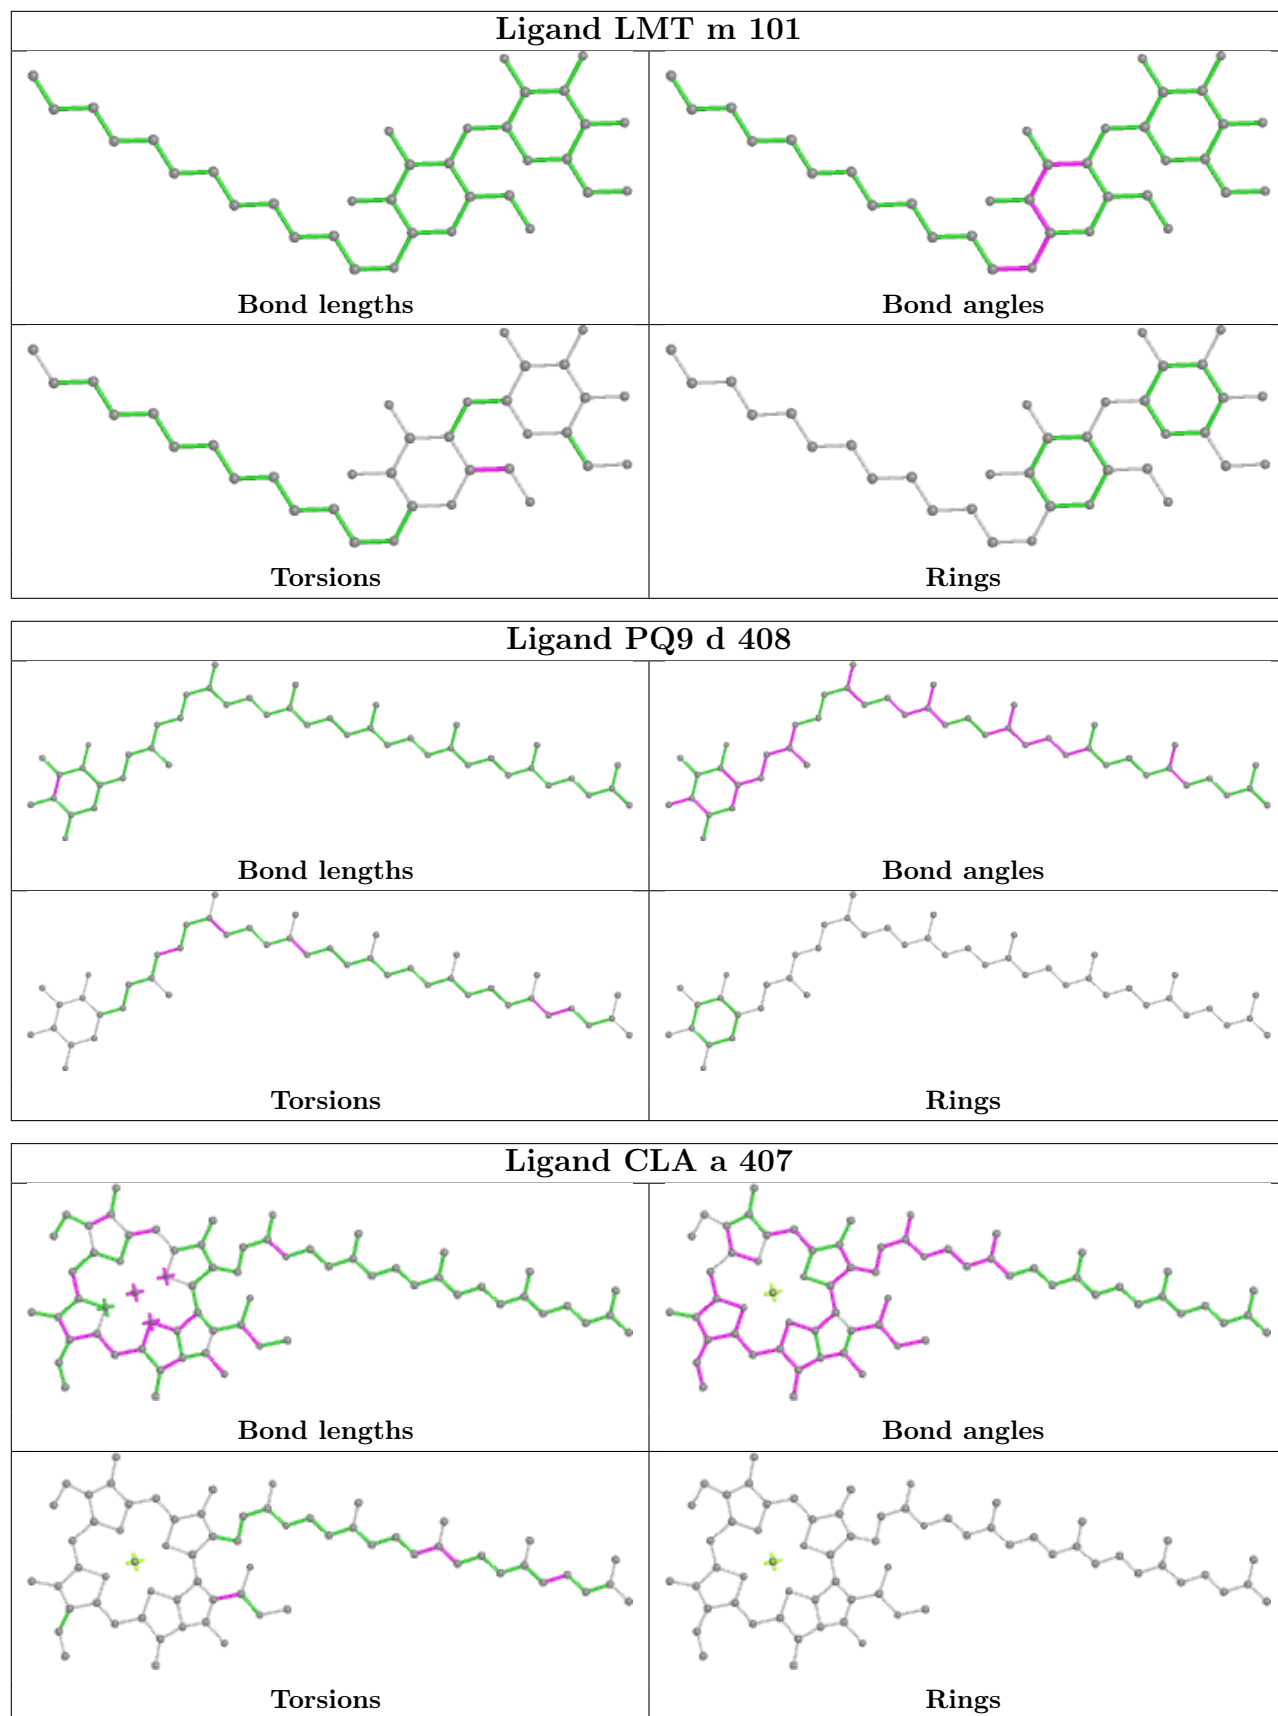 Ligand LMT m 101
Bond lengths
Bond angles
Torsions
Rings
Ligand PQ9 d 408
Bond lengths
Bond angles
Torsions
Rings
Ligand CLA a 407
Bond lengths
Bond angles
Torsions
Rings